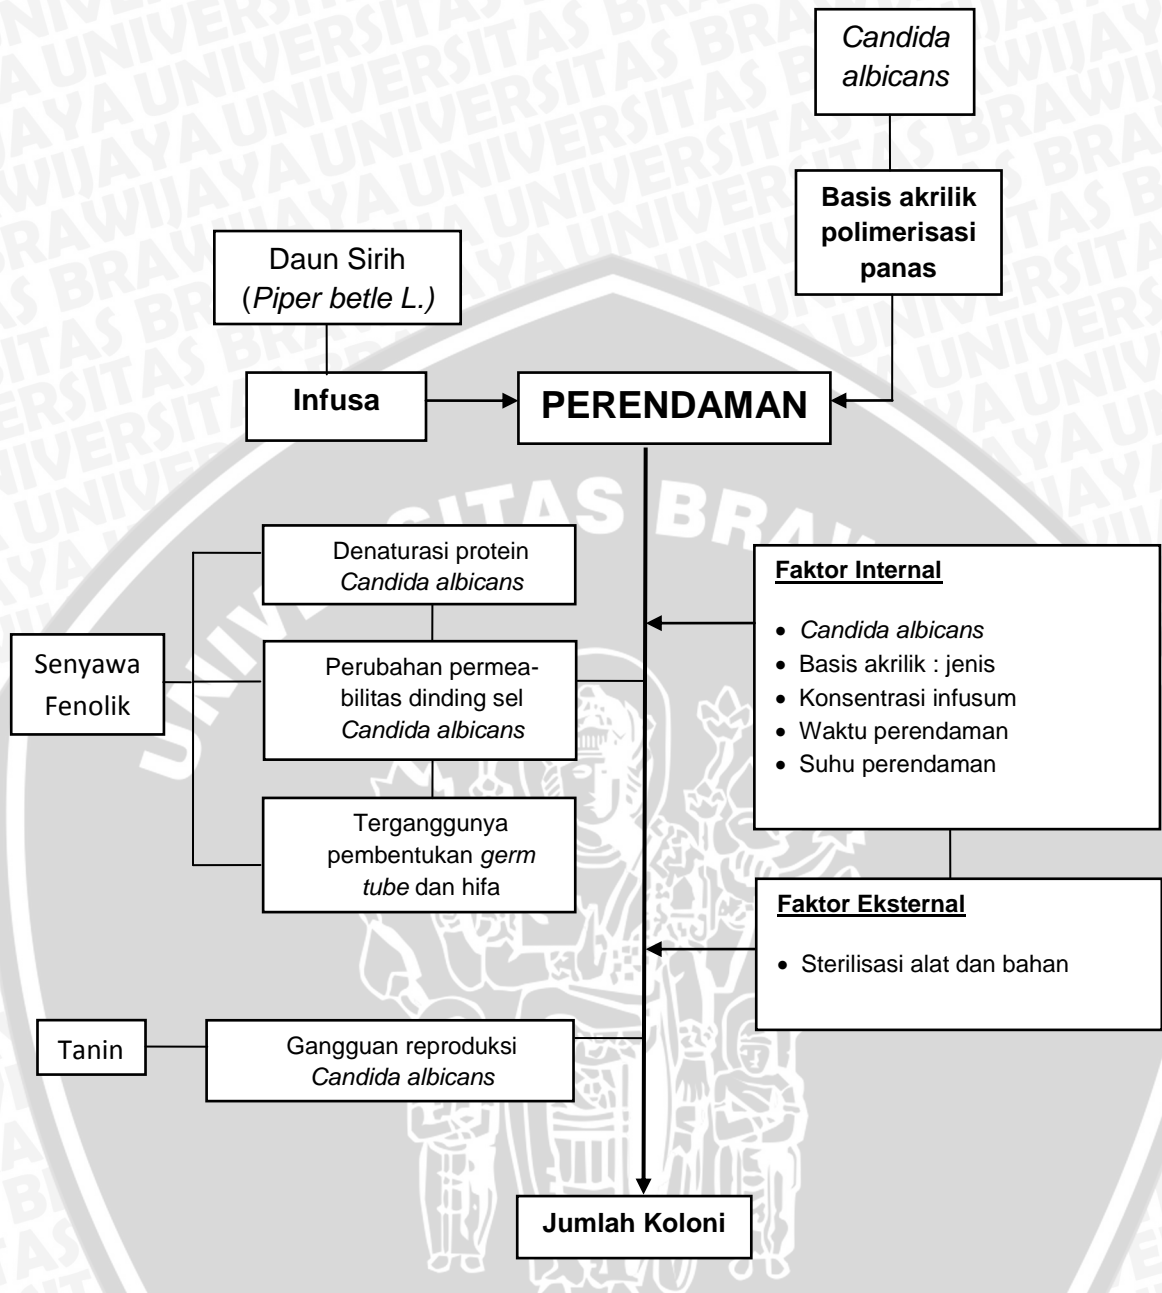 Candida
albicans
Basis akrilik
polimerisasi
panas
Daun Sirih
(Piper betle L.)
Infusa
PERENDAMAN
Denaturasi protein
Candida albicans
Senyawa
Fenolik
Perubahan permea-
bilitas dinding sel
Candida albicans
Terganggunya
pembentukan germ
tube dan hifa
Faktor Internal
• Candida albicans
• Basis akrilik : jenis
• Konsentrasi infusum
• Waktu perendaman
• Suhu perendaman
Faktor Eksternal
• Sterilisasi alat dan bahan
Tanin
Gangguan reproduksi
Candida albicans
Jumlah Koloni
UNIVERSITAS BRAW